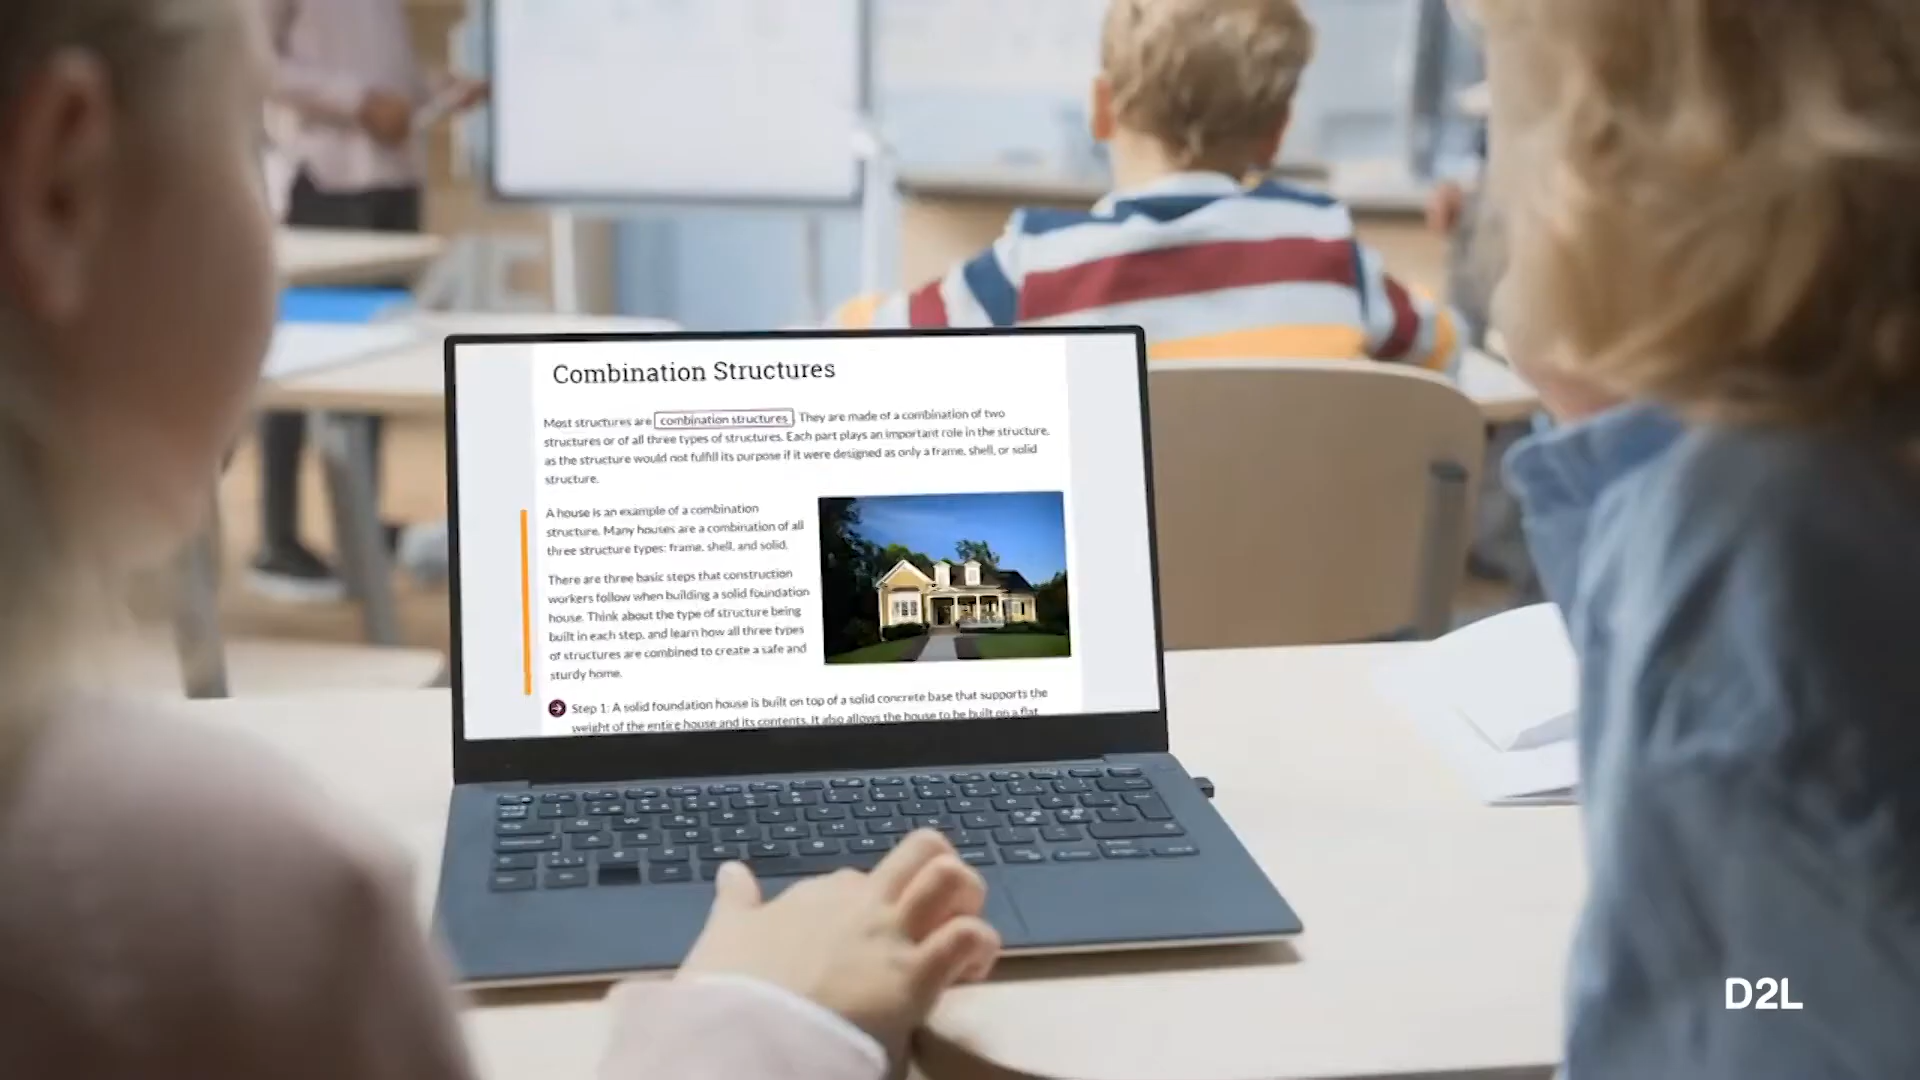 Combination Structures
Most structures are combination structures. They are made of a combination of two
structures or of all three types of structures. Each part plays an important role in the structure,
as the structure would not fulfill its purpose if it were designed as only a frame, shell, or solid
structure.
A house is an example of a combination
structure. Many houses are a combination of all
three structure types: frame, shell, and solid.
There are three basic steps that construction
workers follow when building a solid foundation
house. Think about the type of structure being
built in each step, and learn how all three types
of structures are combined to create a safe and
sturdy home.
Step 1: A solid foundation house is built on top of a solid concrete base that supports the
weight of the entire house and its contents. It also allows the house to be built on a flat
D2L